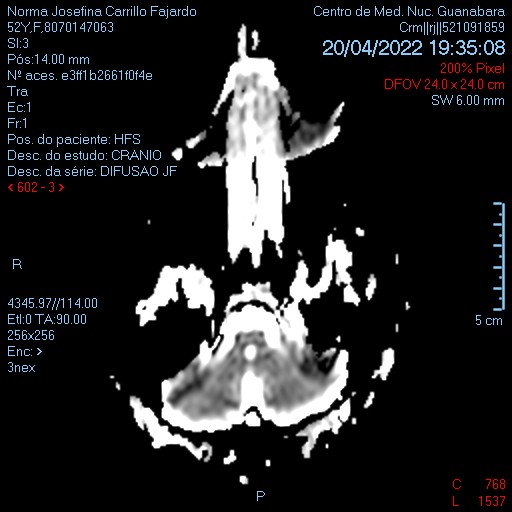 Norma Josefina Carrillo Fajardo
52Y,F,8070147063
Sl:3
Pós:14.00 mm
Nº aces. e3ff1b2661f0f4e
Tra
Ec:1
Fr:1
Pos. do paciente: HFS
Desc. do estudo: CRANIO
Desc. da série: DIFUSAO JF
< 602 - 3 >
Centro de Med. Nuc. Guanabara
Crm||rj||521091859
20/04/2022 19:35:08
200% Pixel
DFOV 24.0 x 24.0 cm
SW 6.00 mm
R
5 cm
4345.97//114.00
Etl:0 TA:90.00
256x256
Enc: >
3nex
P
C 768
L 1537